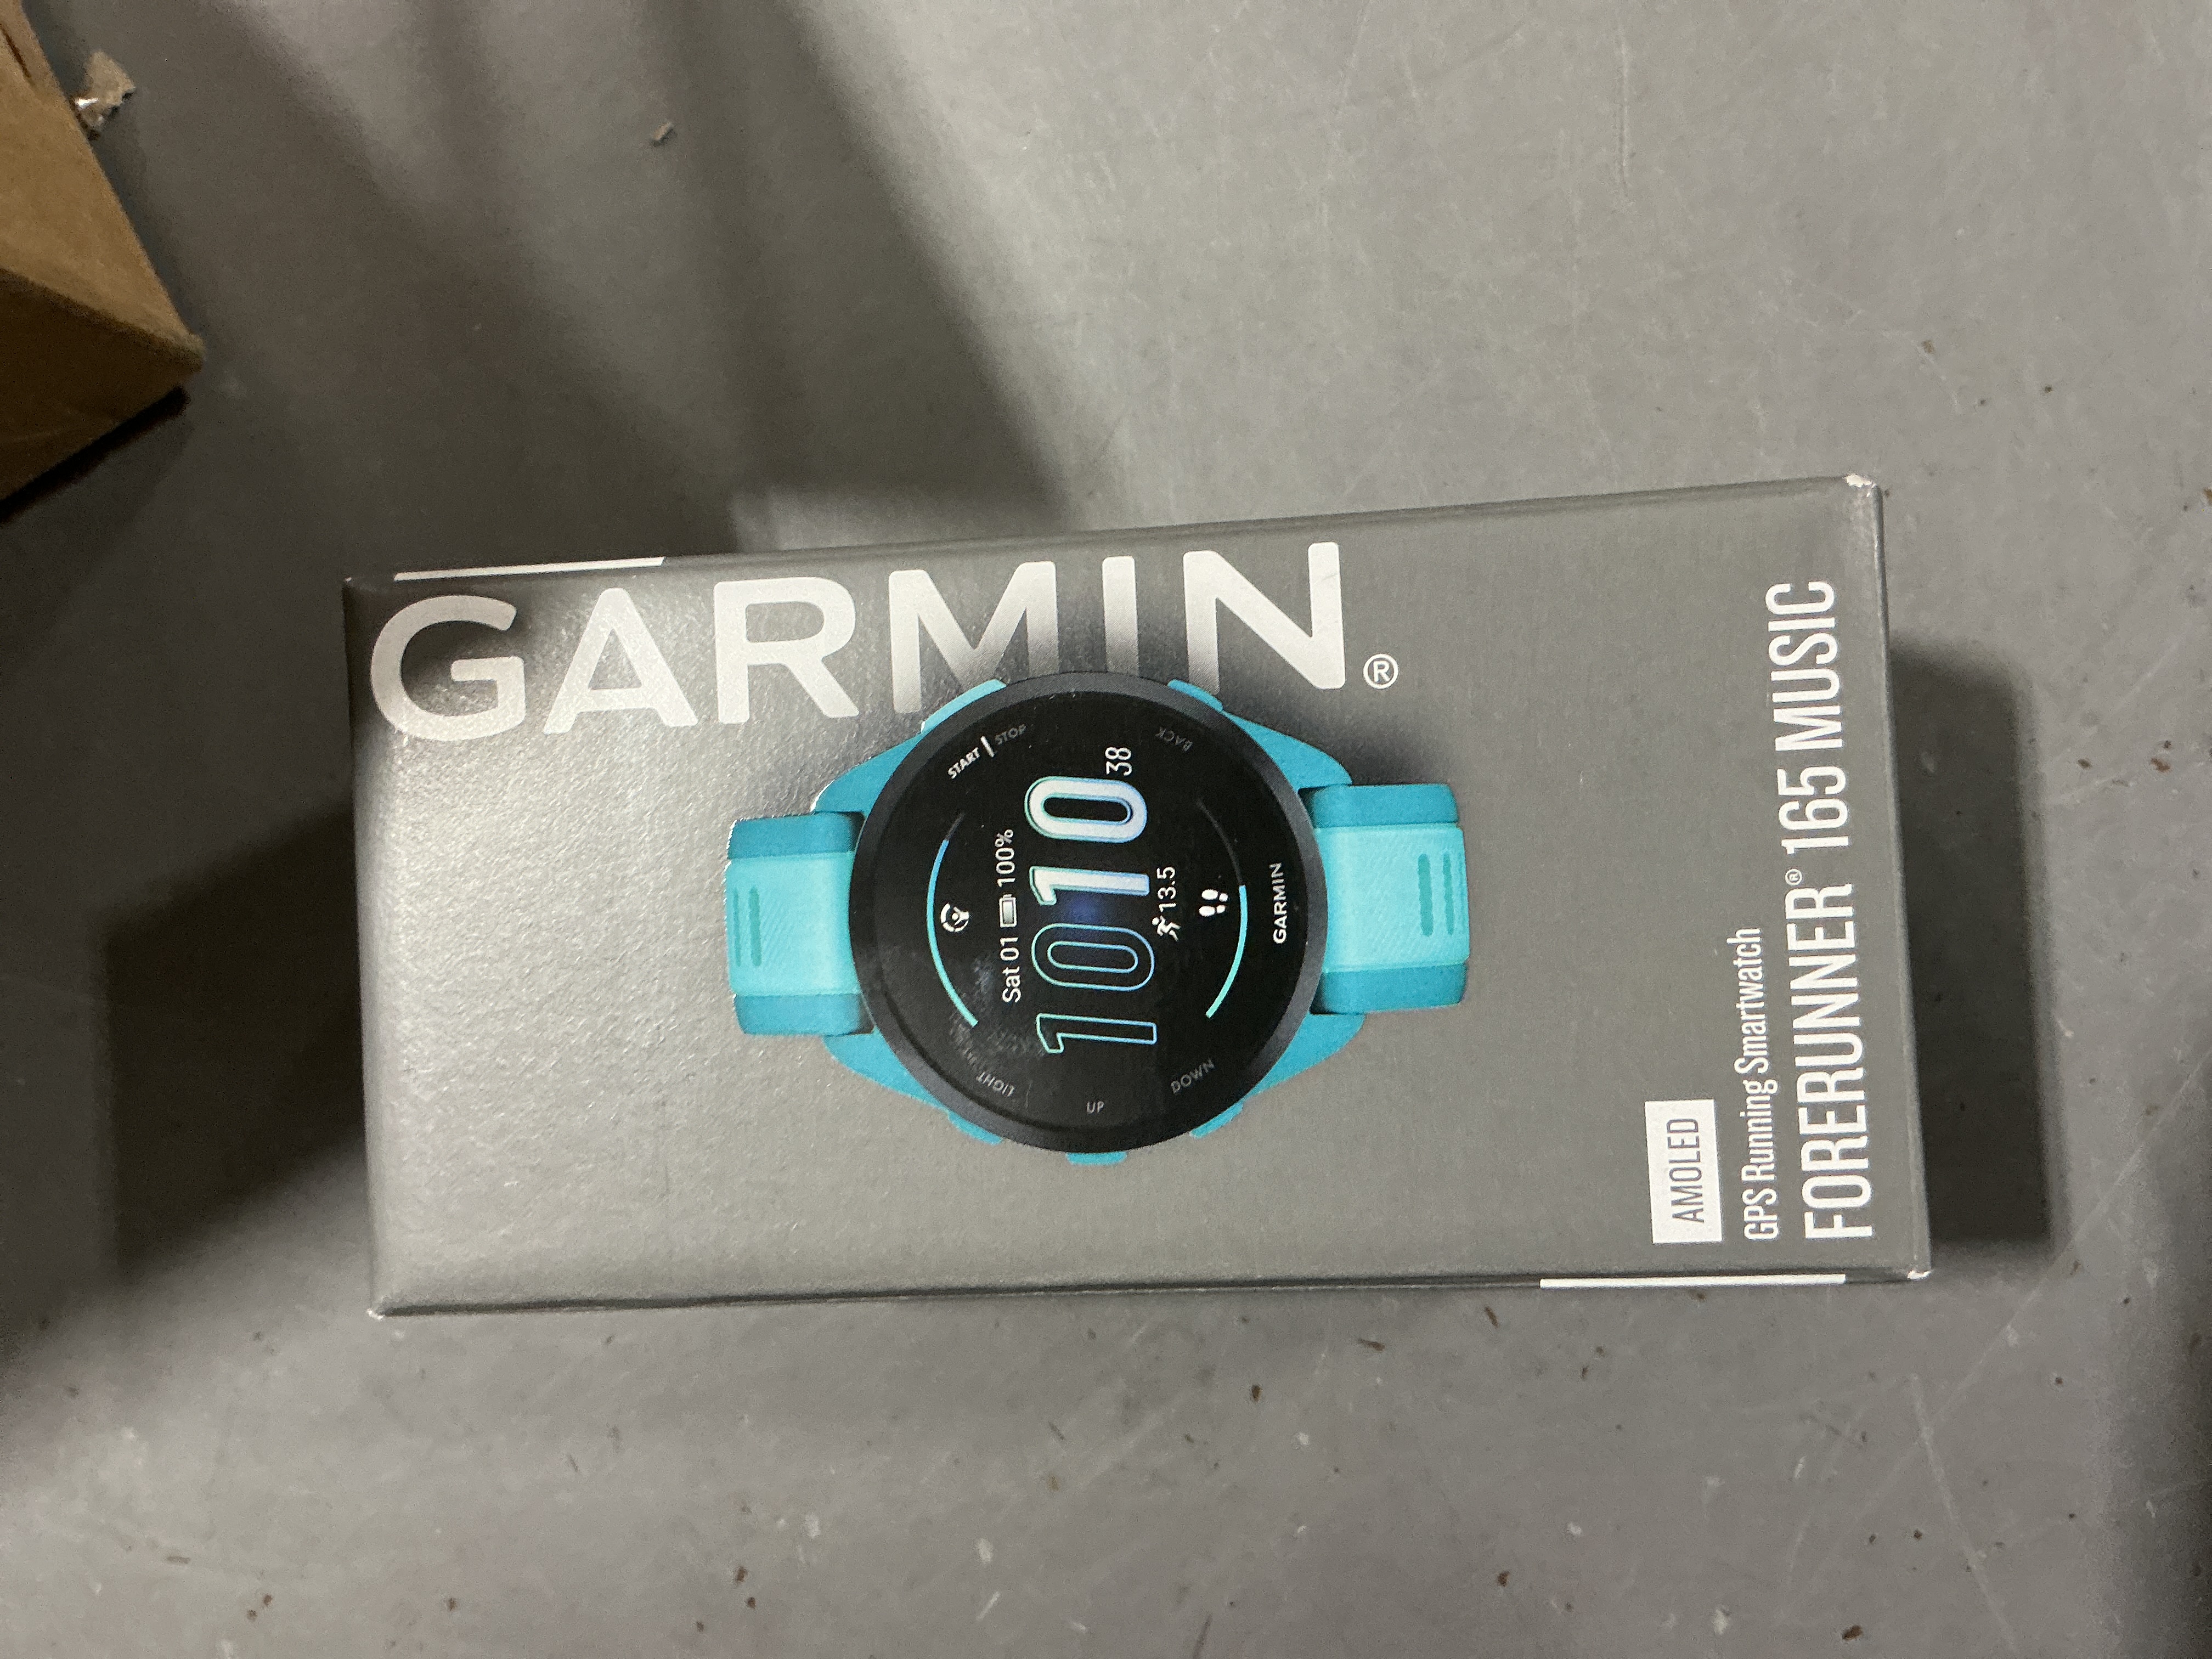 GARMIN®
START | STOP
BACK
LIGHT
UP
DOWN
Sat 01 100%
10 10 38
13.5
GARMIN
AMOLED
GPS Running Smartwatch
FORERUNNER® 165 MUSIC